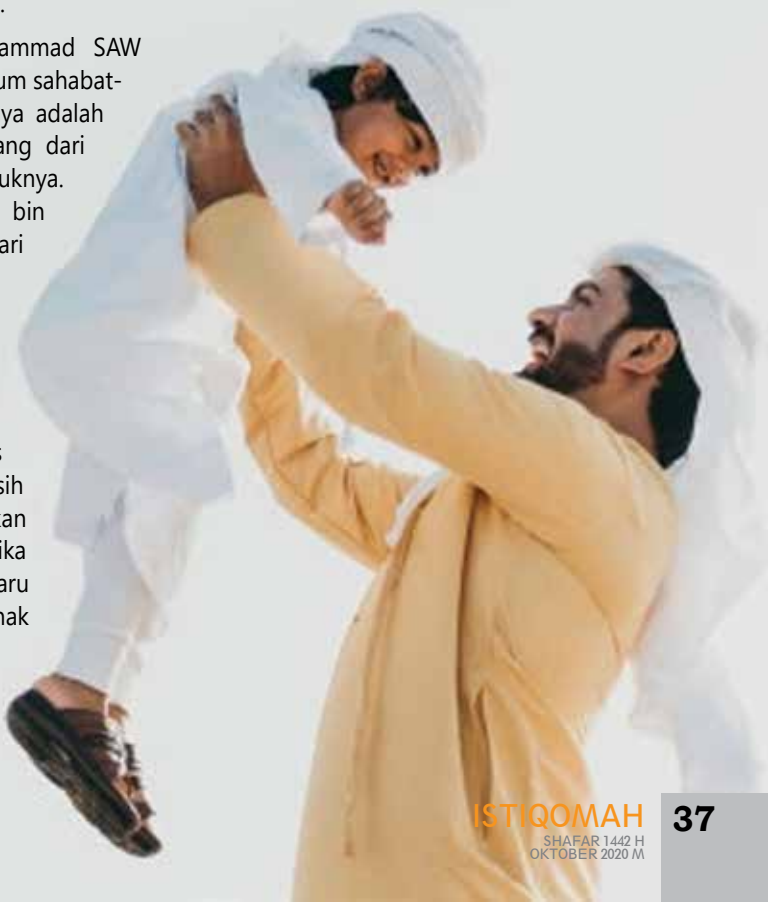 .
ammad SAW
um sahabat-
ya adalah
ang dari
uknya.
bin
ari
s
sih
kan
ika
aru
nak
ISTIQOMAH
SHAFAR 1442 H
OKTOBER 2020 M
37